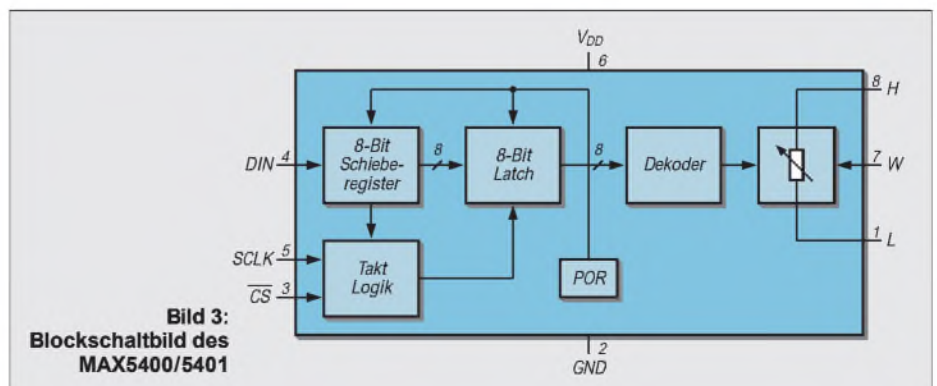 V_DD
6
8 H
8-Bit
Schiebe-
register
8
8-Bit
Latch
8
Dekoder
DIN 4
7 W
SCLK 5
CS 3
Takt
Logik
POR
1 L
2
GND
Bild 3:
Blockschaltbild des
MAX5400/5401